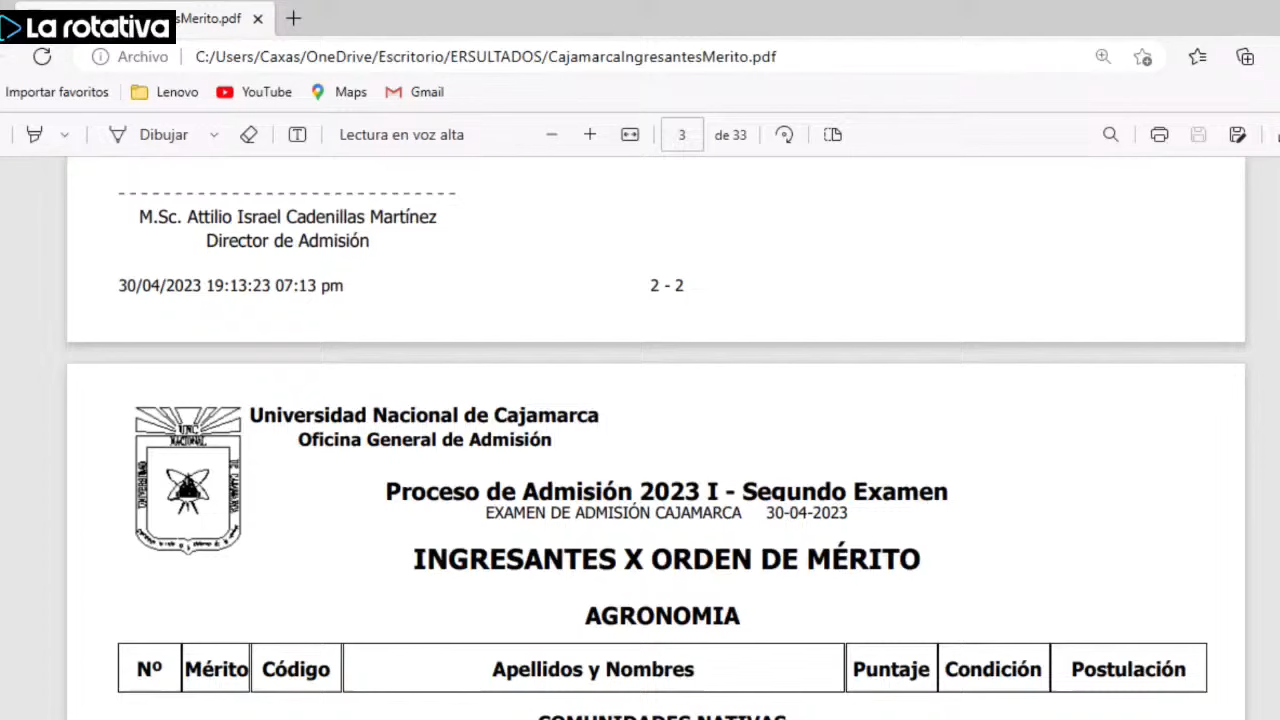 La rotativa
sMerito.pdf
Archivo C:/Users/Caxas/OneDrive/Escritorio/ERSULTADOS/CajamarcaIngresantesMerito.pdf
Importar favoritos Lenovo YouTube Maps Gmail
Dibujar Lectura en voz alta 3 de 33
M.Sc. Attilio Israel Cadenillas Martínez
Director de Admisión
30/04/2023 19:13:23 07:13 pm 2 - 2
UNC
NACIONAL
Universidad Nacional de Cajamarca
Oficina General de Admisión
Proceso de Admisión 2023 I - Segundo Examen
EXAMEN DE ADMISIÓN CAJAMARCA 30-04-2023
INGRESANTES X ORDEN DE MÉRITO
AGRONOMIA
Nº Mérito Código Apellidos y Nombres Puntaje Condición Postulación
COMUNIDADES NATIVAS